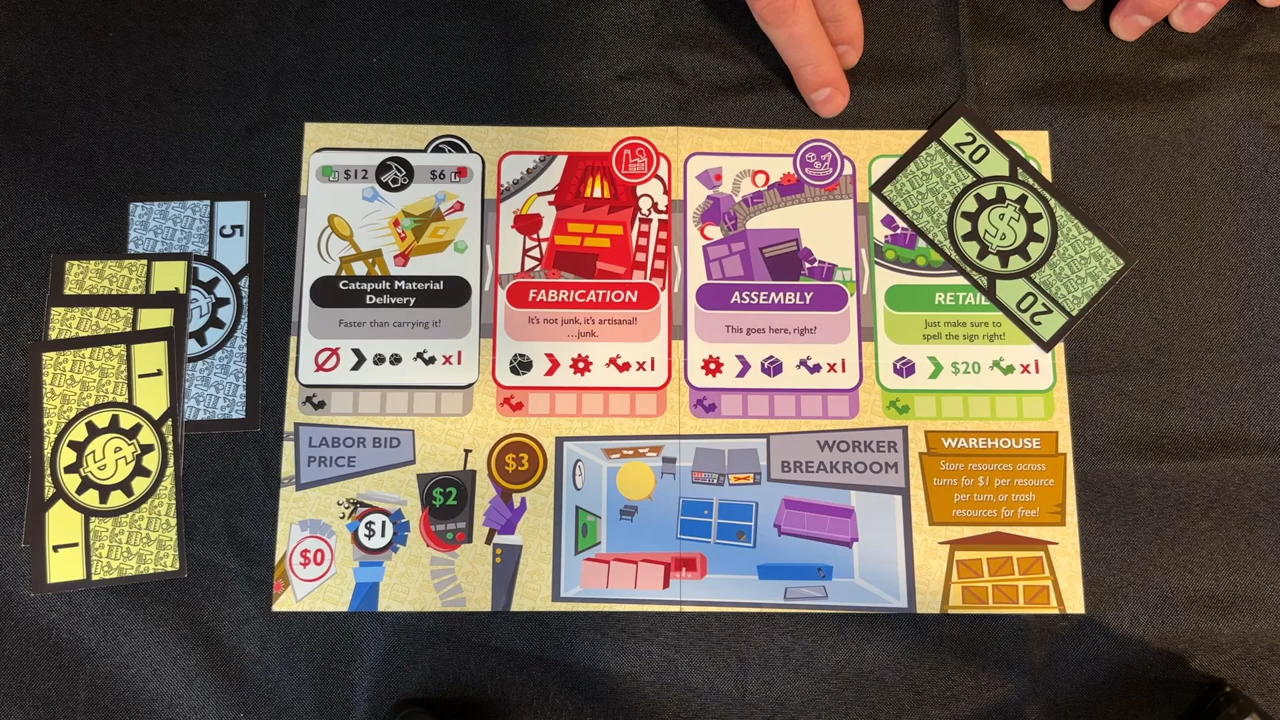 $12
$6
Catapult Material
Delivery
Faster than carrying it!
x1
FABRICATION
It's not junk, it's artisanal!
...junk.
x1
ASSEMBLY
This goes here, right?
x1
RETAIL
Just make sure to
spell the sign right!
$20
x1
20
$
20
5
1
$
1
LABOR BID
PRICE
$0
$1
$2
$3
WORKER
BREAKROOM
WAREHOUSE
Store resources across
turns for $1 per resource
per turn, or trash
resources for free!